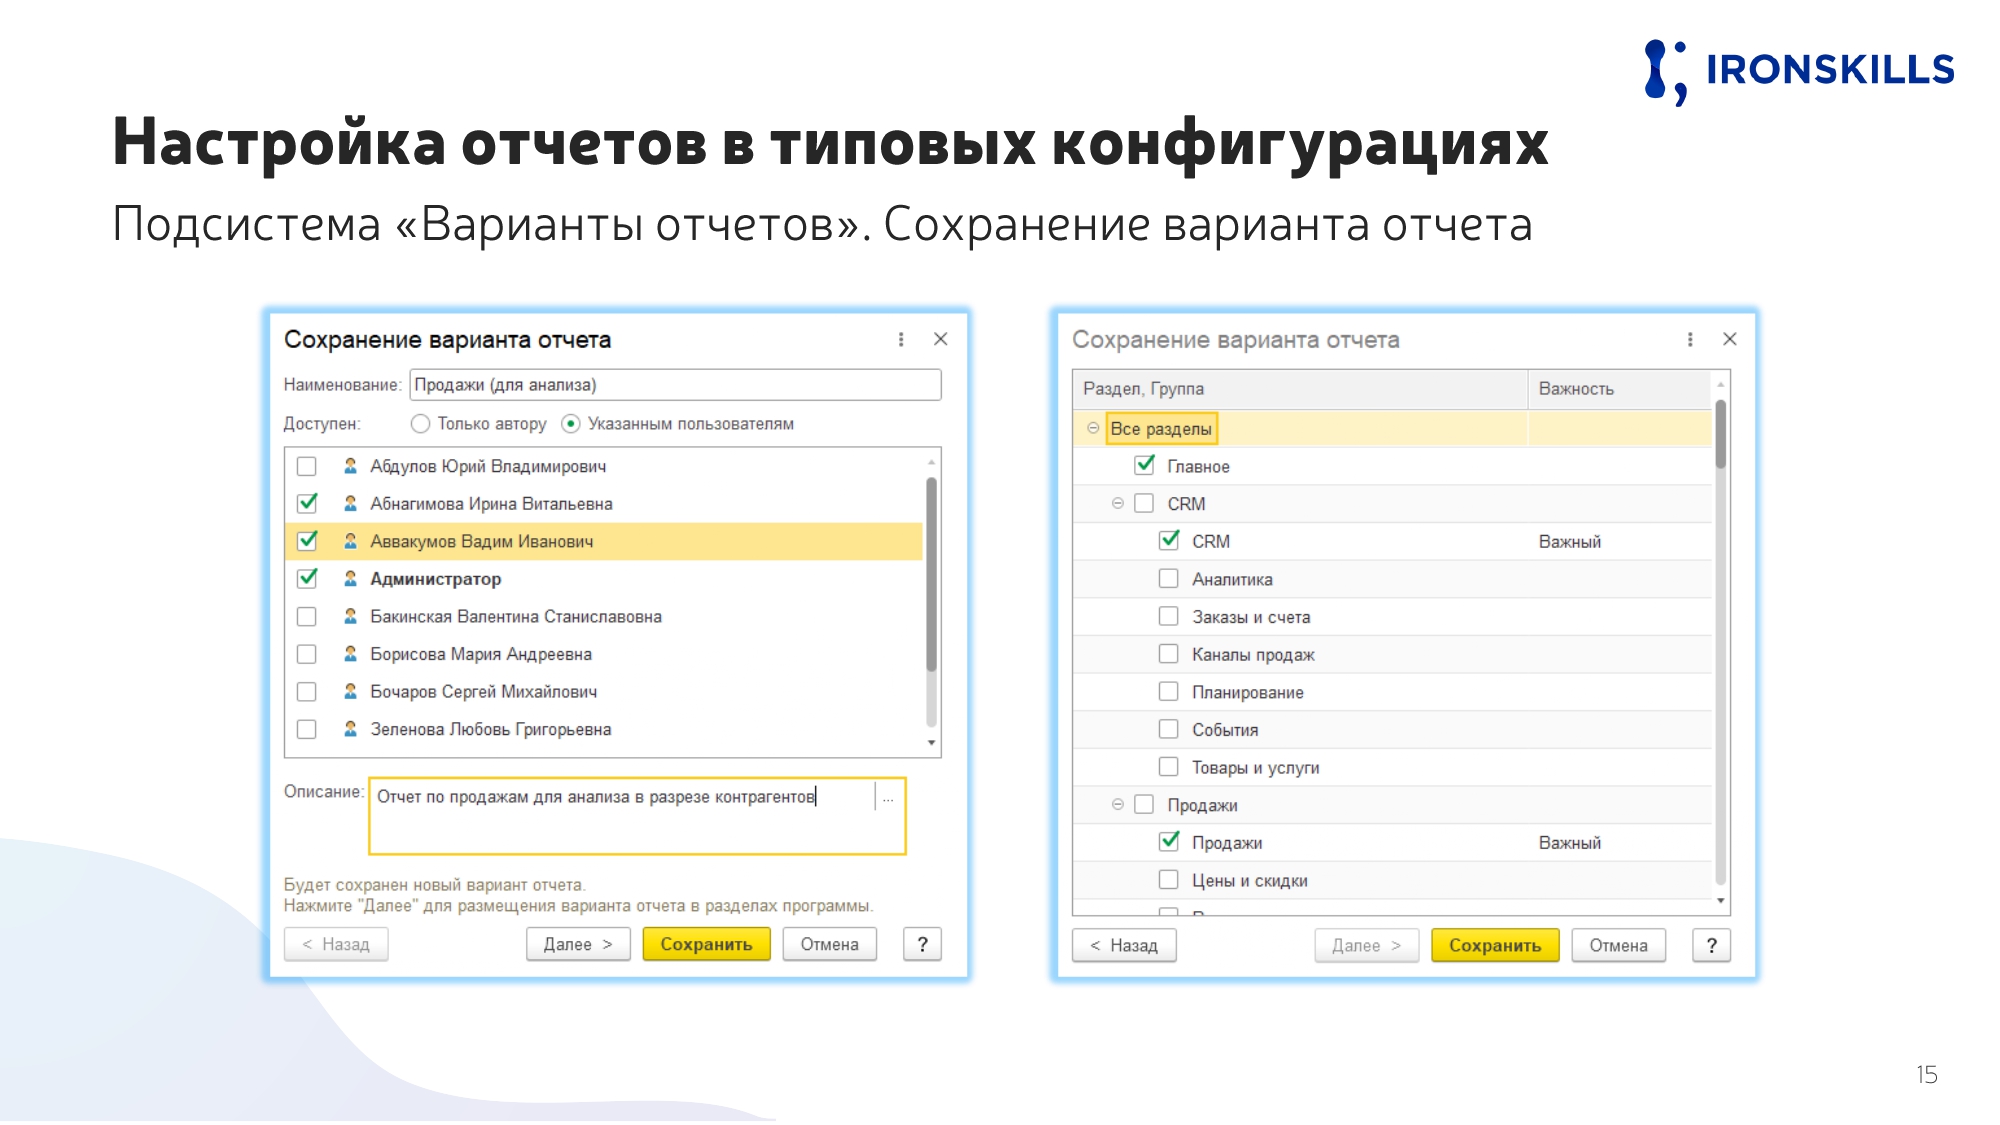 IRONSKILLS
Настройка отчетов в типовых конфигурациях
Подсистема «Варианты отчетов». Сохранение варианта отчета
Сохранение варианта отчета
Наименование: Продажи (для анализа)
Доступен: Только автору Указанным пользователям
Абдулов Юрий Владимирович
Абнагимова Ирина Витальевна
Аввакумов Вадим Иванович
Администратор
Бакинская Валентина Станиславовна
Борисова Мария Андреевна
Бочаров Сергей Михайлович
Зеленова Любовь Григорьевна
Описание: Отчет по продажам для анализа в разрезе контрагентов ...
Будет сохранен новый вариант отчета.
Нажмите "Далее" для размещения варианта отчета в разделах программы.
< Назад Далее > Сохранить Отмена ?
Сохранение варианта отчета
Раздел, Группа Важность
Все разделы
Главное
CRM
CRM Важный
Аналитика
Заказы и счета
Каналы продаж
Планирование
События
Товары и услуги
Продажи
Продажи Важный
Цены и скидки
< Назад Далее > Сохранить Отмена ?
15